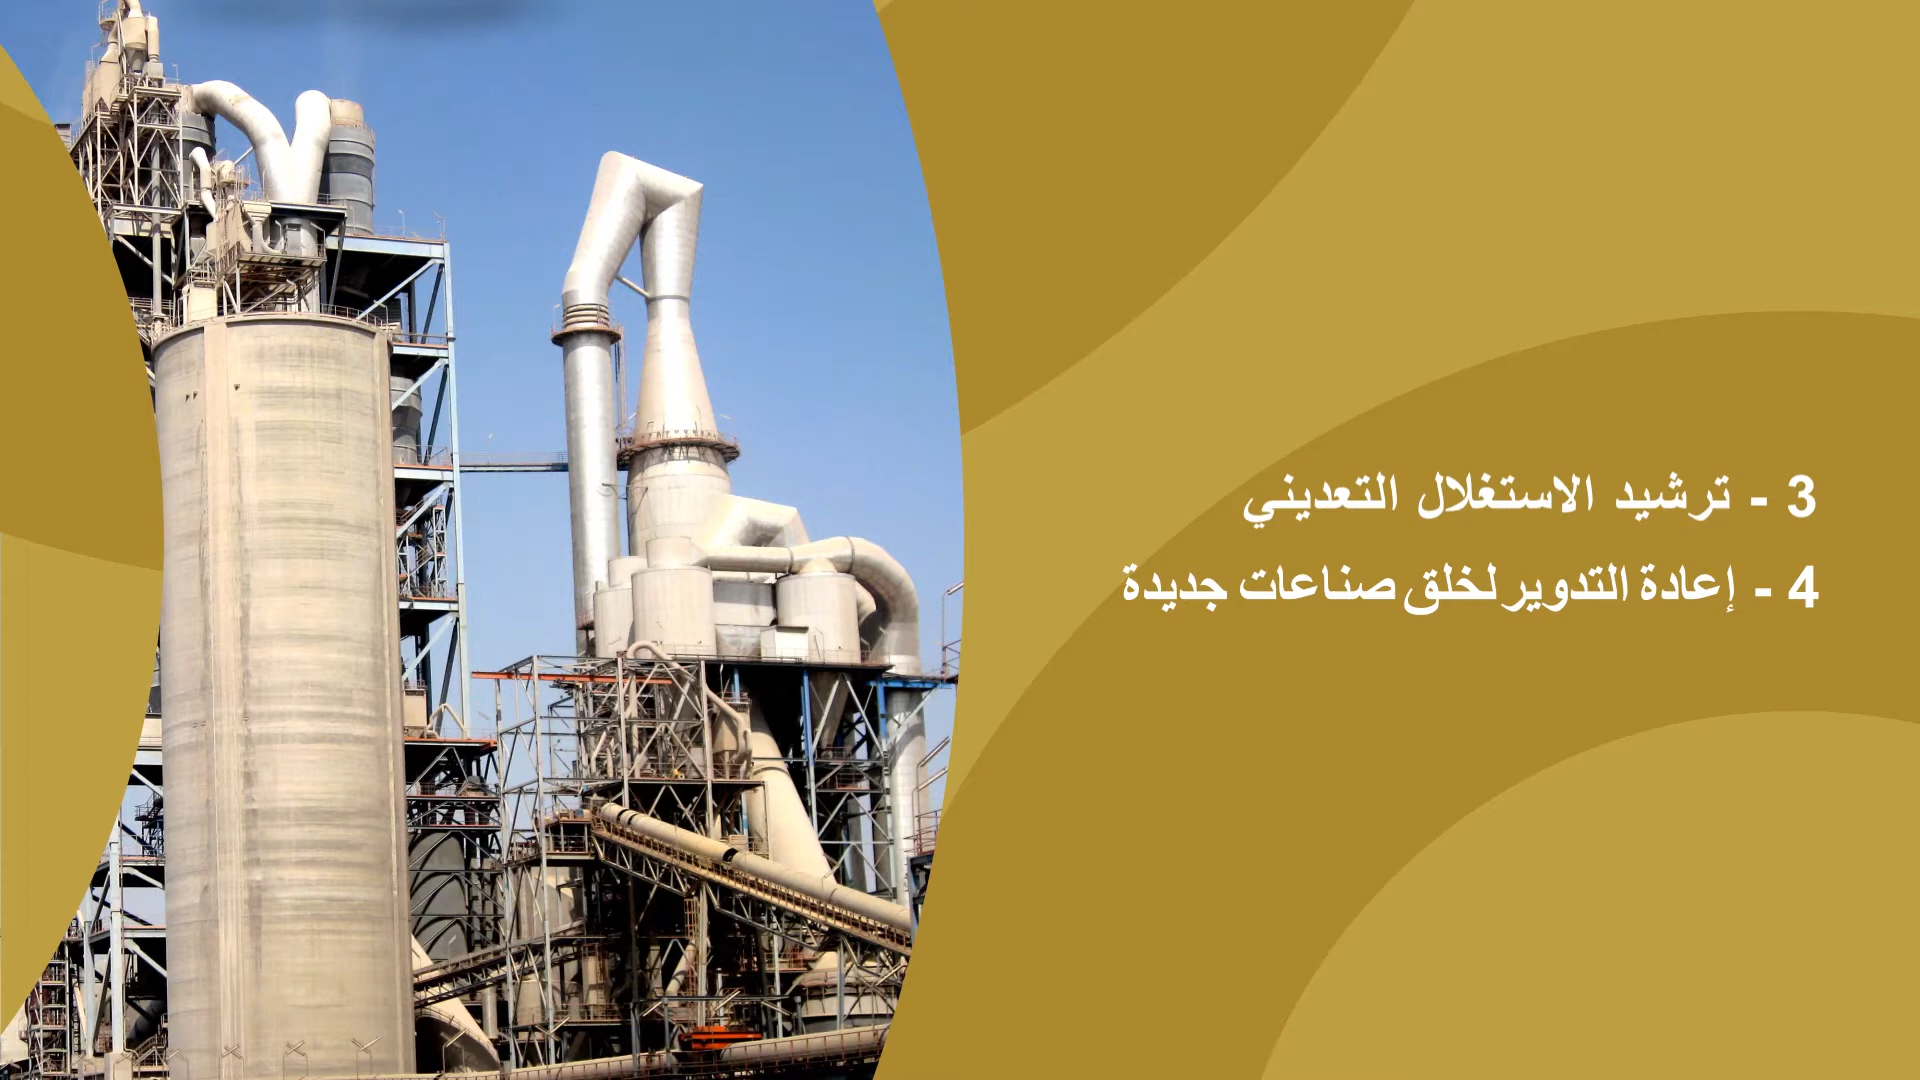 3 - ترشيد الاستغلال التعديني
4 - إعادة التدوير لخلق صناعات جديدة